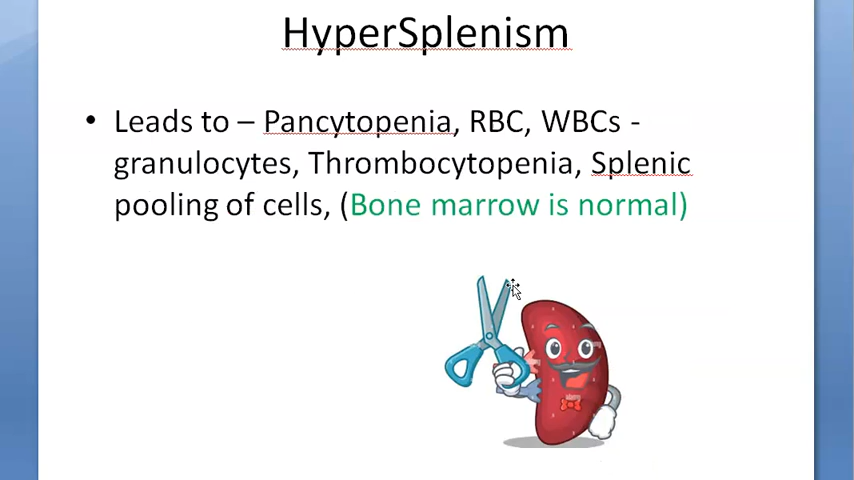 HyperSplenism
• Leads to – Pancytopenia, RBC, WBCs -
granulocytes, Thrombocytopenia, Splenic
pooling of cells, (Bone marrow is normal)